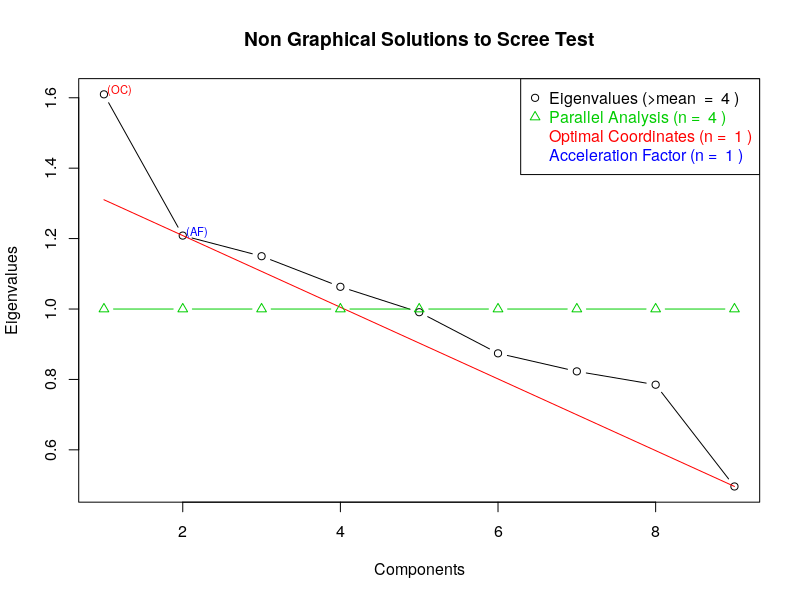 Non Graphical Solutions to Scree Test
Eigenvalues (>mean = 4 )
Parallel Analysis (n = 4 )
Optimal Coordinates (n = 1 )
Acceleration Factor (n = 1 )
(OC)
(AF)
Eigenvalues
1.6
1.4
1.2
1.0
0.8
0.6
2 4 6 8
Components